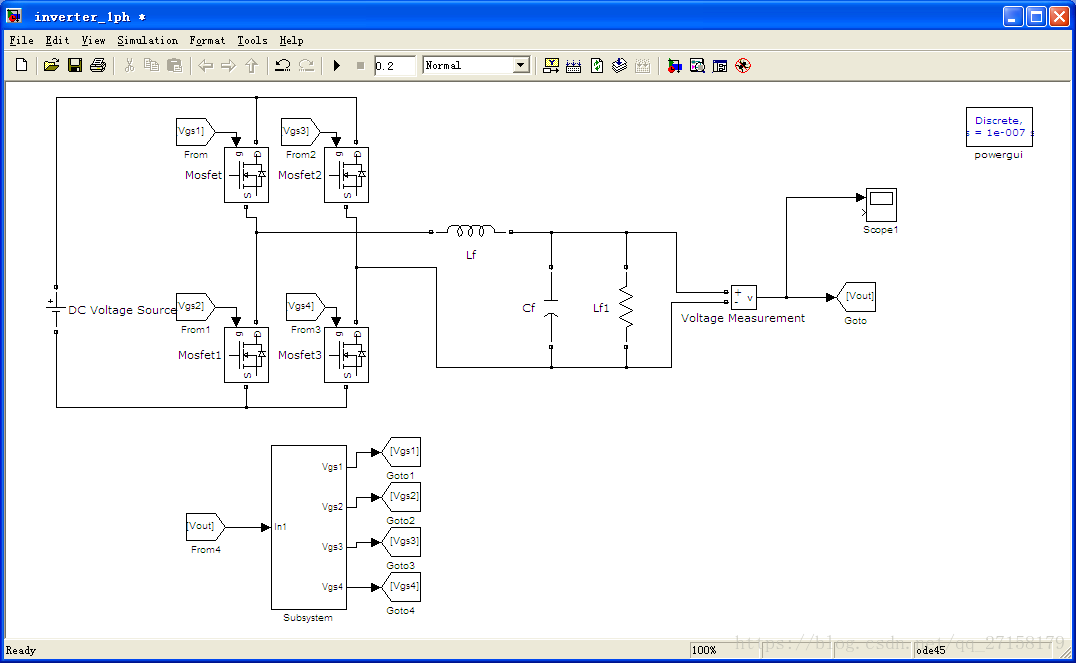 inverter_1ph *
File Edit View Simulation Format Tools Help
0.2 Normal
Vgs1]
From
Vgs3]
From2
Mosfet
g
D
S
Mosfet2
g
D
S
Discrete,
s = 1e-007 s
powergui
Scope1
Lf
+
DC Voltage Source
Vgs2]
From1
Vgs4]
From3
Mosfet1
g
D
S
Mosfet3
g
D
S
Cf
Lf1
+
-
v
Voltage Measurement
[Vout]
Goto
[Vout]
From4
In1
Vgs1
Vgs2
Vgs3
Vgs4
Subsystem
[Vgs1]
Goto1
[Vgs2]
Goto2
[Vgs3]
Goto3
[Vgs4]
Goto4
https://blog.csdn.net/qq_27158179
Ready 100% ode45